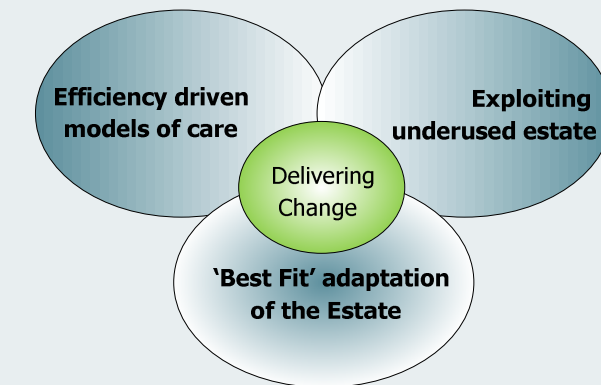 Efficiency driven
models of care
Exploiting
underused estate
Delivering
Change
‘Best Fit’ adaptation
of the Estate